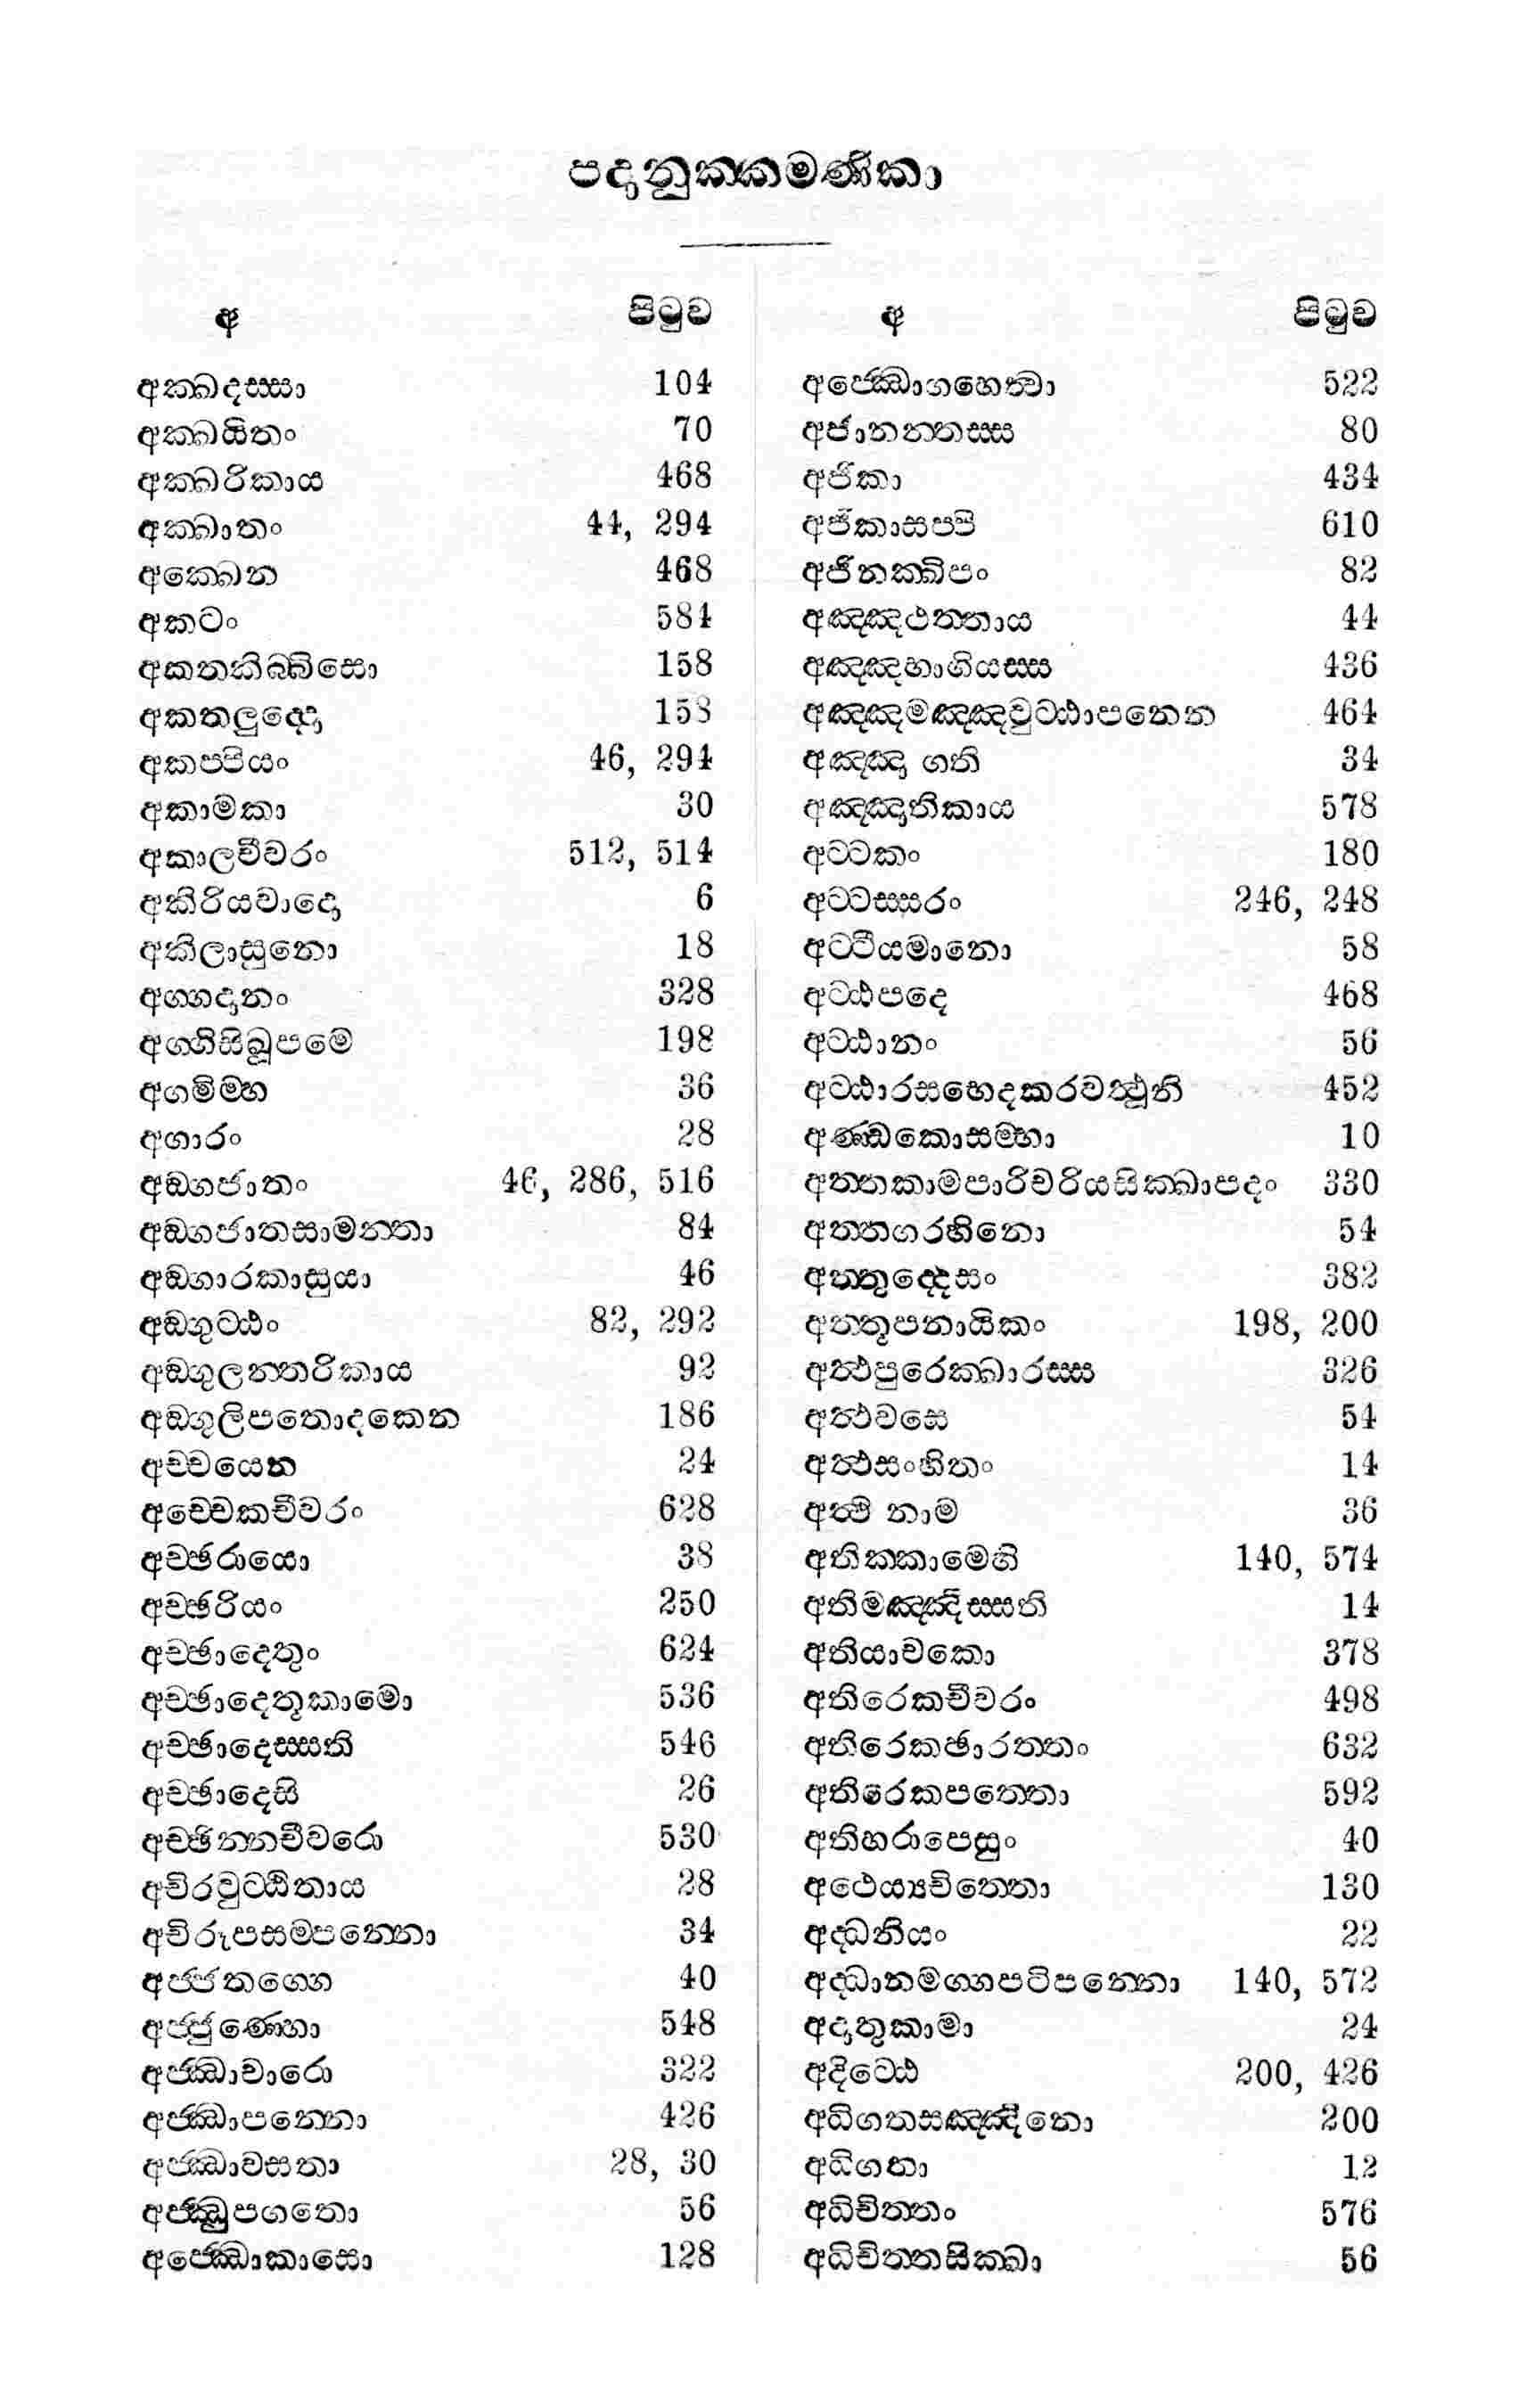 පදානුක්කමණිකා
අ පිටුව
අක්ඛදස්සා 104
අක්ඛයිතං 70
අක්ඛරිකාය 468
අක්ඛාතං 44, 294
අක්ඛෙන 468
අකටං 584
අකතකිබ්බිසො 158
අකතලුද්දො 158
අකප්පියං 46, 294
අකාමකා 30
අකාලචීවරං 512, 514
අකිරියවාදො 6
අකිලාසුනො 18
අග්ගදානං 328
අග්ගිසිඛූපමෙ 198
අගමිම්හ 36
අගාරං 28
අඞ්ගජාතං 46, 286, 516
අඞ්ගජාතසාමන්තා 84
අඞ්ගාරකාසුයා 46
අඞ්ගුට්ඨං 82, 292
අඞ්ගුලන්තරිකාය 92
අඞ්ගුලිපතොදකෙන 186
අච්චයෙන 24
අච්චෙකචීවරං 628
අච්ඡරායො 38
අච්ඡරියං 250
අච්ඡාදෙතුං 624
අච්ඡාදෙතූකාමො 536
අච්ඡාදෙස්සති 546
අච්ඡාදෙසි 26
අච්ඡින්නචීවරො 530
අචිරවුට්ඨිතාය 28
අචිරූපසම්පන්නො 34
අජ්ජතග්ගෙ 40
අජ්ජුණ්හො 548
අජ්ඣාචාරො 322
අජ්ඣාපන්නො 426
අජ්ඣාවසතා 28, 30
අජ්ඣුපගතො 56
අජ්ඣොකාසො 128
අ පිටුව
අජ්ඣොගහෙත්වා 522
අජානන්තස්ස 80
අජිකා 434
අජිකාසප්පි 610
අජිනක්ඛිපං 82
අඤ්ඤථත්තාය 44
අඤ්ඤභාගියස්ස 436
අඤ්ඤමඤ්ඤවුට්ඨාපනෙන 464
අඤ්ඤා ගති 34
අඤ්ඤාතිකාය 578
අට්ටකං 180
අට්ටස්සරං 246, 248
අට්ටීයමානො 58
අට්ඨපදෙ 468
අට්ඨානං 56
අට්ඨාරසභෙදකරවත්ථූනි 452
අණ්ඩකොසම්හා 10
අත්තකාමපාරිචරියසික්ඛාපදං 330
අත්තගරහිනො 54
අත්තුද්දෙසං 382
අත්තූපනායිකං 198, 200
අත්ථපුරෙක්ඛාරස්ස 326
අත්ථවසෙ 54
අත්ථසංහිතං 14
අත්ථි නාම 36
අතික්කාමෙහි 140, 574
අතිමඤ්ඤිස්සති 14
අතියාචකො 378
අතිරෙකචීවරං 498
අතිරෙකඡාරත්තං 632
අතිරෙකපත්තො 592
අතිහරාපෙසුං 40
අථෙය්‍යචිත්තො 130
අද්ධනියං 22
අද්ධානමග්ගපටිපන්නො 140, 572
අදාතුකාමා 24
අදිට්ඨෙ 200, 426
අධිගතසඤ්ඤිනො 200
අධිගතා 12
අධිචිත්තං 576
අධිචිත්තසික්ඛා 56